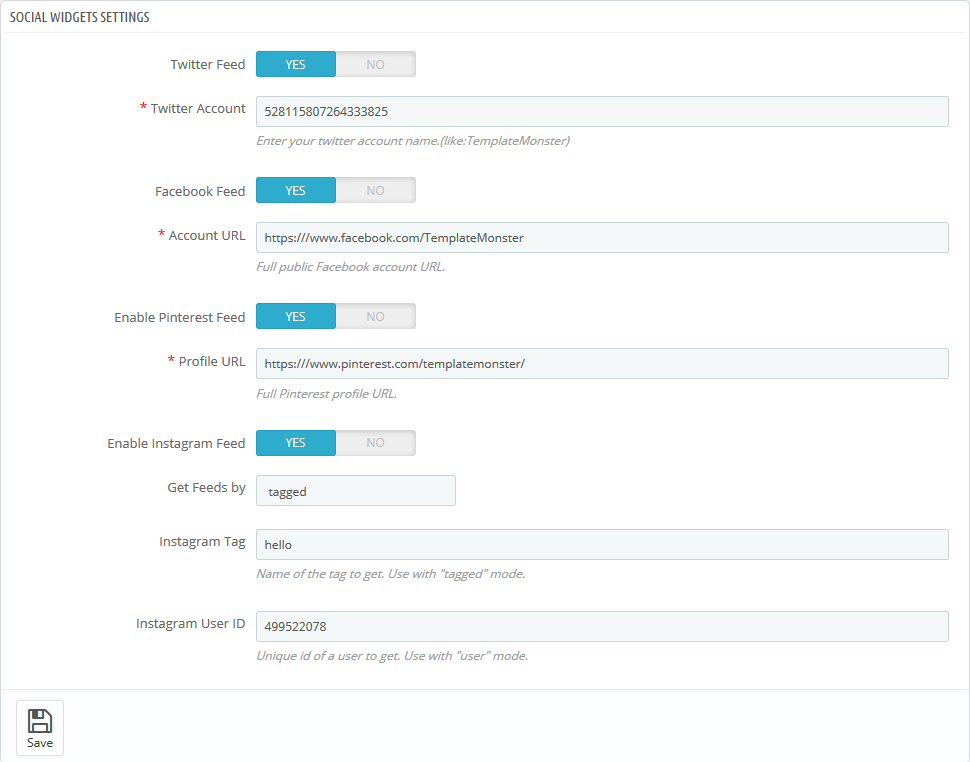 SOCIAL WIDGETS SETTINGS
Twitter Feed YES NO
* Twitter Account 528115807264333825
Enter your twitter account name.(like:TemplateMonster)
Facebook Feed YES NO
* Account URL https:///www.facebook.com/TemplateMonster
Full public Facebook account URL.
Enable Pinterest Feed YES NO
* Profile URL https:///www.pinterest.com/templatemonster/
Full Pinterest profile URL.
Enable Instagram Feed YES NO
Get Feeds by tagged
Instagram Tag hello
Name of the tag to get. Use with "tagged" mode.
Instagram User ID 499522078
Unique id of a user to get. Use with "user" mode.
Save